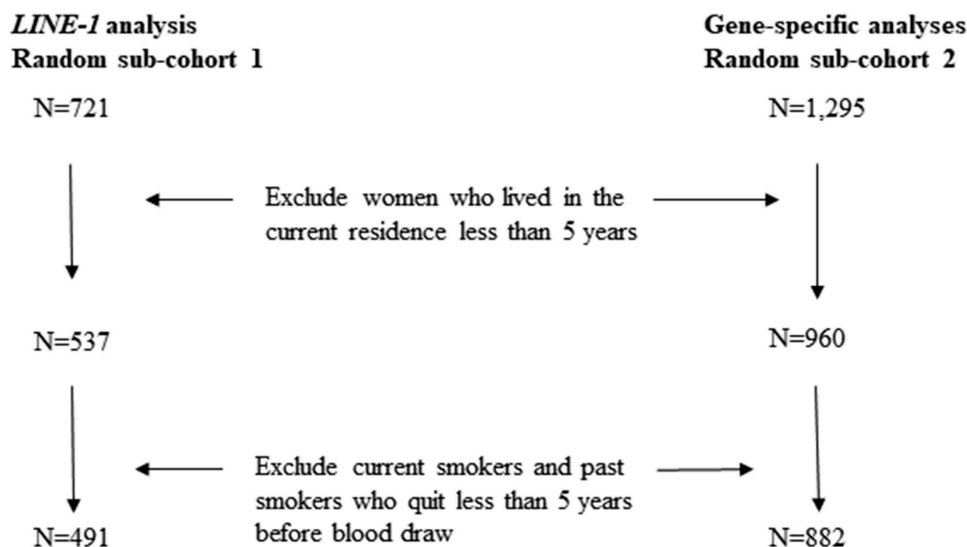 LINE-1 analysis
Random sub-cohort 1
Gene-specific analyses
Random sub-cohort 2
N=721
N=1,295
Exclude women who lived in the
current residence less than 5 years
N=537
N=960
Exclude current smokers and past
smokers who quit less than 5 years
before blood draw
N=491
N=882